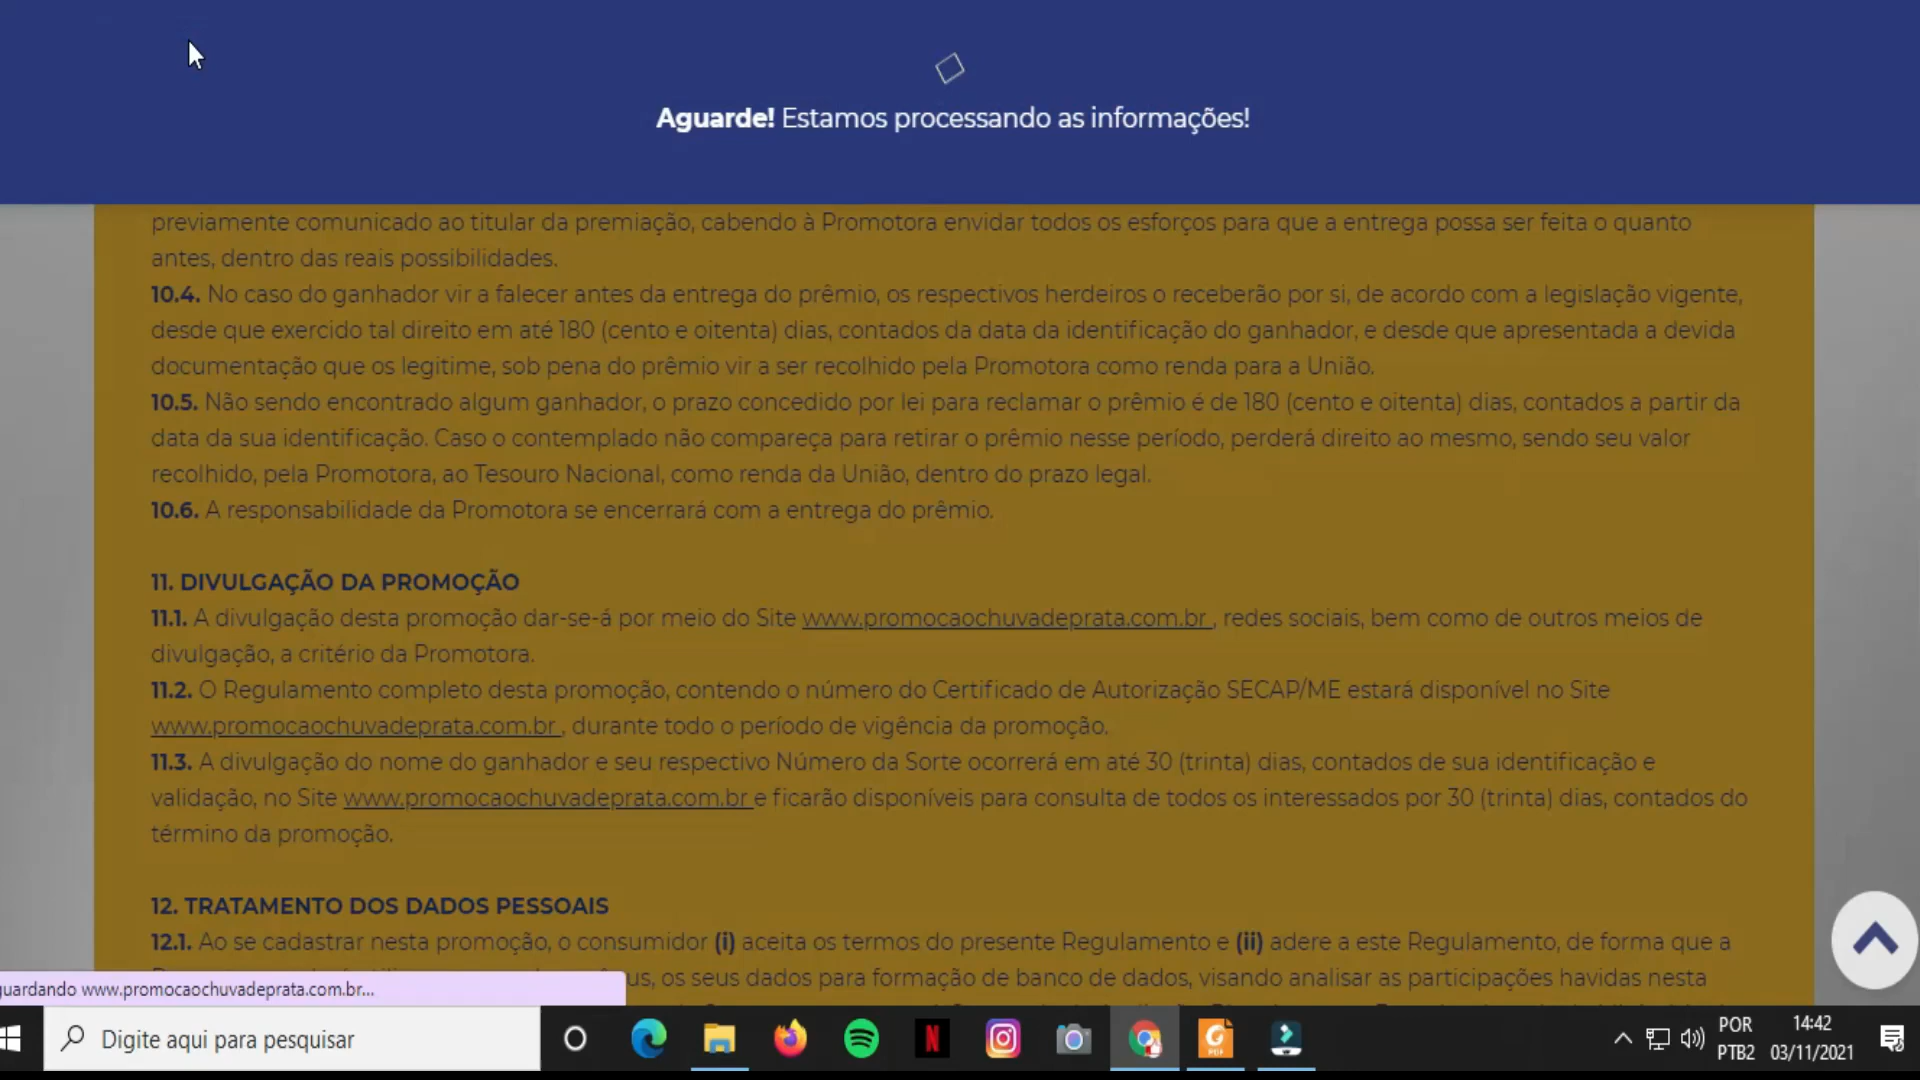 Aguarde! Estamos processando as informações!
previamente comunicado ao titular da premiação, cabendo à Promotora envidar todos os esforços para que a entrega possa ser feita o quanto
antes, dentro das reais possibilidades.
10.4. No caso do ganhador vir a falecer antes da entrega do prêmio, os respectivos herdeiros o receberão por si, de acordo com a legislação vigente,
desde que exercido tal direito em até 180 (cento e oitenta) dias, contados da data da identificação do ganhador, e desde que apresentada a devida
documentação que os legitime, sob pena do prêmio vir a ser recolhido pela Promotora como renda para a União.
10.5. Não sendo encontrado algum ganhador, o prazo concedido por lei para reclamar o prêmio é de 180 (cento e oitenta) dias, contados a partir da
data da sua identificação. Caso o contemplado não compareça para retirar o prêmio nesse período, perderá direito ao mesmo, sendo seu valor
recolhido, pela Promotora, ao Tesouro Nacional, como renda da União, dentro do prazo legal.
10.6. A responsabilidade da Promotora se encerrará com a entrega do prêmio.
11. DIVULGAÇÃO DA PROMOÇÃO
11.1. A divulgação desta promoção dar-se-á por meio do Site www.promocaochuvadeprata.com.br , redes sociais, bem como de outros meios de
divulgação, a critério da Promotora.
11.2. O Regulamento completo desta promoção, contendo o número do Certificado de Autorização SECAP/ME estará disponível no Site
www.promocaochuvadeprata.com.br , durante todo o período de vigência da promoção.
11.3. A divulgação do nome do ganhador e seu respectivo Número da Sorte ocorrerá em até 30 (trinta) dias, contados de sua identificação e
validação, no Site www.promocaochuvadeprata.com.br e ficarão disponíveis para consulta de todos os interessados por 30 (trinta) dias, contados do
término da promoção.
12. TRATAMENTO DOS DADOS PESSOAIS
12.1. Ao se cadastrar nesta promoção, o consumidor (i) aceita os termos do presente Regulamento e (ii) adere a este Regulamento, de forma que a
us, os seus dados para formação de banco de dados, visando analisar as participações havidas nesta
guardando www.promocaochuvadeprata.com.br...
Digite aqui para pesquisar
POR
PTB2
14:42
03/11/2021